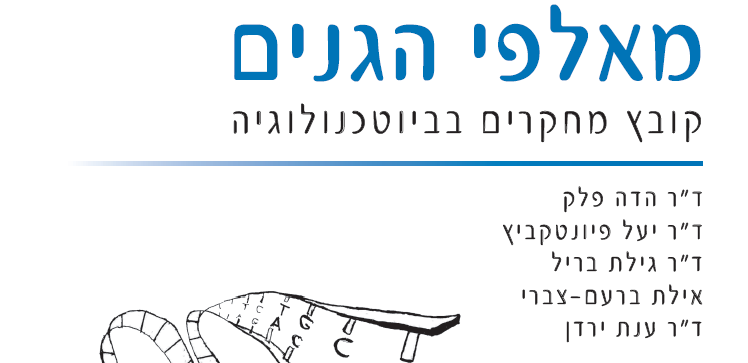 מאלפי הגנים
קובץ מחקרים בביוטכנולוגיה
ד"ר הדה פלק
ד"ר יעל פיונטקביץ
ד"ר גילת בריל
אילת ברעם-צברי
ד"ר ענת ירדן
T A G C
C C